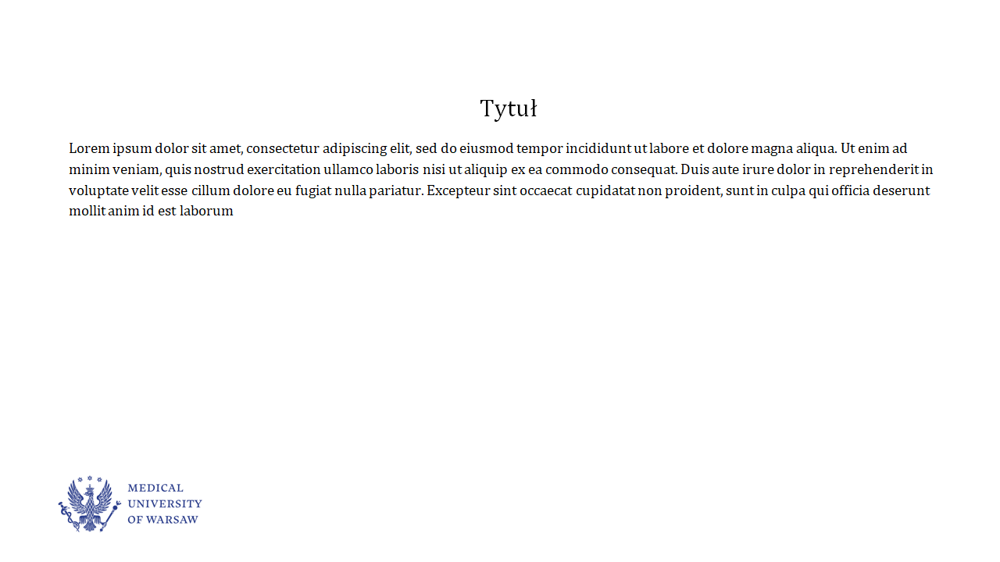 Tytuł
Lorem ipsum dolor sit amet, consectetur adipiscing elit, sed do eiusmod tempor incididunt ut labore et dolore magna aliqua. Ut enim ad
minim veniam, quis nostrud exercitation ullamco laboris nisi ut aliquip ex ea commodo consequat. Duis aute irure dolor in reprehenderit in
voluptate velit esse cillum dolore eu fugiat nulla pariatur. Excepteur sint occaecat cupidatat non proident, sunt in culpa qui officia deserunt
mollit anim id est laborum
MEDICAL
UNIVERSITY
OF WARSAW